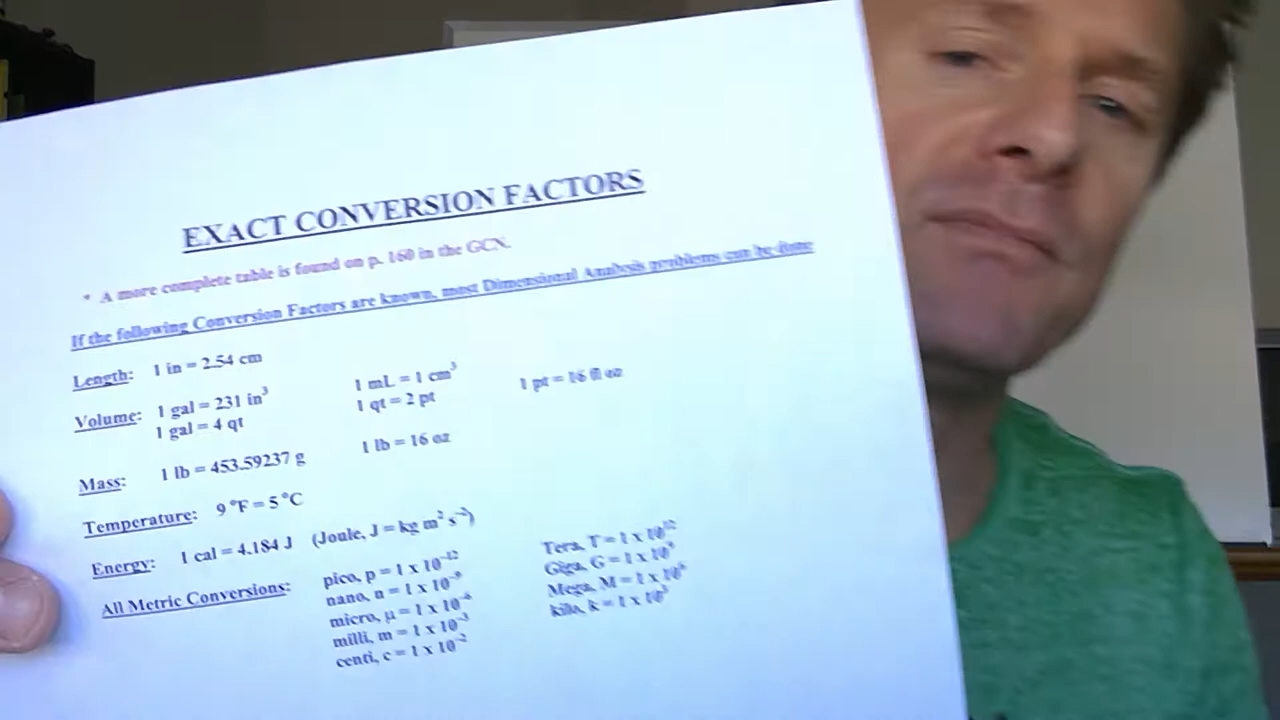 EXACT CONVERSION FACTORS
* A more complete table is found on p. 160 in the GCN.
If the following Conversion Factors are known, most Dimensional Analysis problems can be done
Length: 1 in = 2.54 cm
Volume: 1 gal = 231 in³ 1 mL = 1 cm³ 1 pt = 16 fl oz
1 gal = 4 qt 1 qt = 2 pt
Mass: 1 lb = 453.59237 g 1 lb = 16 oz
Temperature: 9 °F = 5 °C
Energy: 1 cal = 4.184 J (Joule, J = kg m² s⁻²)
All Metric Conversions: pico, p = 1 x 10⁻¹² Tera, T = 1 x 10¹²
nano, n = 1 x 10⁻⁹ Giga, G = 1 x 10⁹
micro, μ = 1 x 10⁻⁶ Mega, M = 1 x 10⁶
milli, m = 1 x 10⁻³ kilo, k = 1 x 10³
centi, c = 1 x 10⁻²